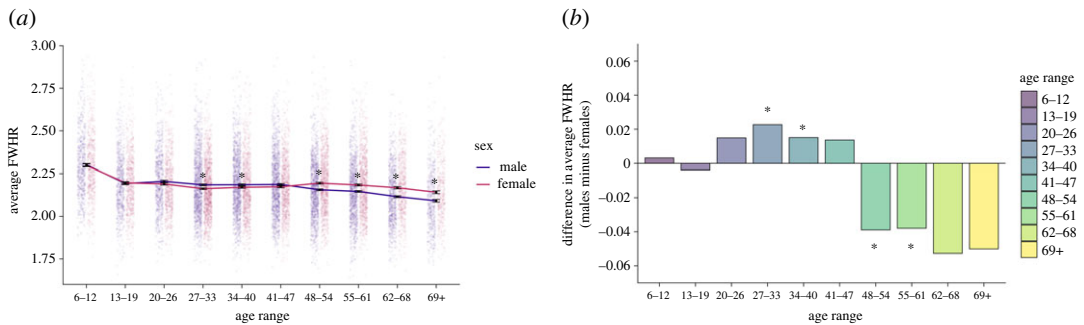 (a)
3.00
2.75
2.50
2.25
2.00
1.75
average FWHR
* * * * * *
6–12 13–19 20–26 27–33 34–40 41–47 48–54 55–61 62–68 69+
age range
sex
male
female
(b)
0.06
0.04
0.02
0
−0.02
−0.04
−0.06
difference in average FWHR
(males minus females)
* *
* *
6–12 13–19 20–26 27–33 34–40 41–47 48–54 55–61 62–68 69+
age range
age range
6–12
13–19
20–26
27–33
34–40
41–47
48–54
55–61
62–68
69+